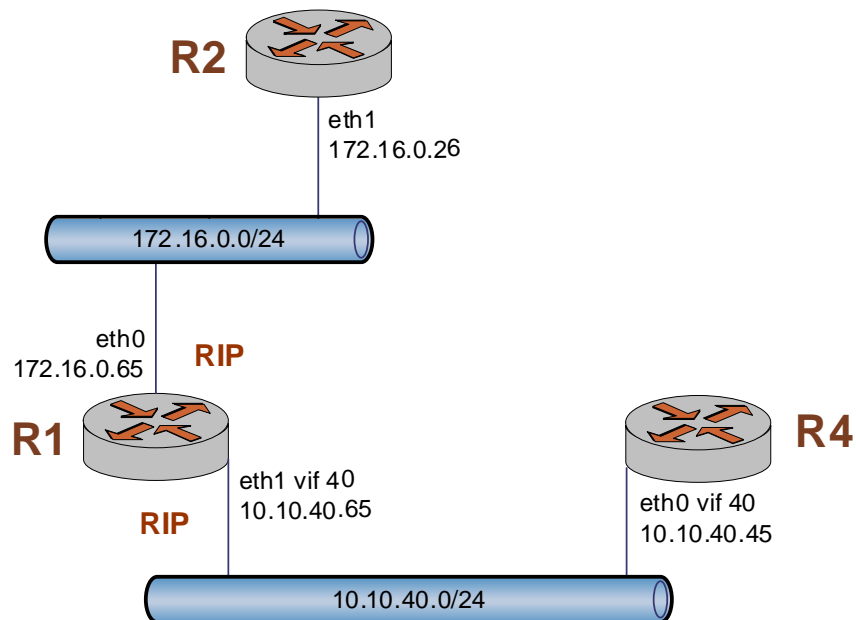 R2
eth1
172.16.0.26
172.16.0.0/24
eth0
172.16.0.65
RIP
R1
R4
eth1 vif 40
10.10.40.65
RIP
eth0 vif 40
10.10.40.45
10.10.40.0/24